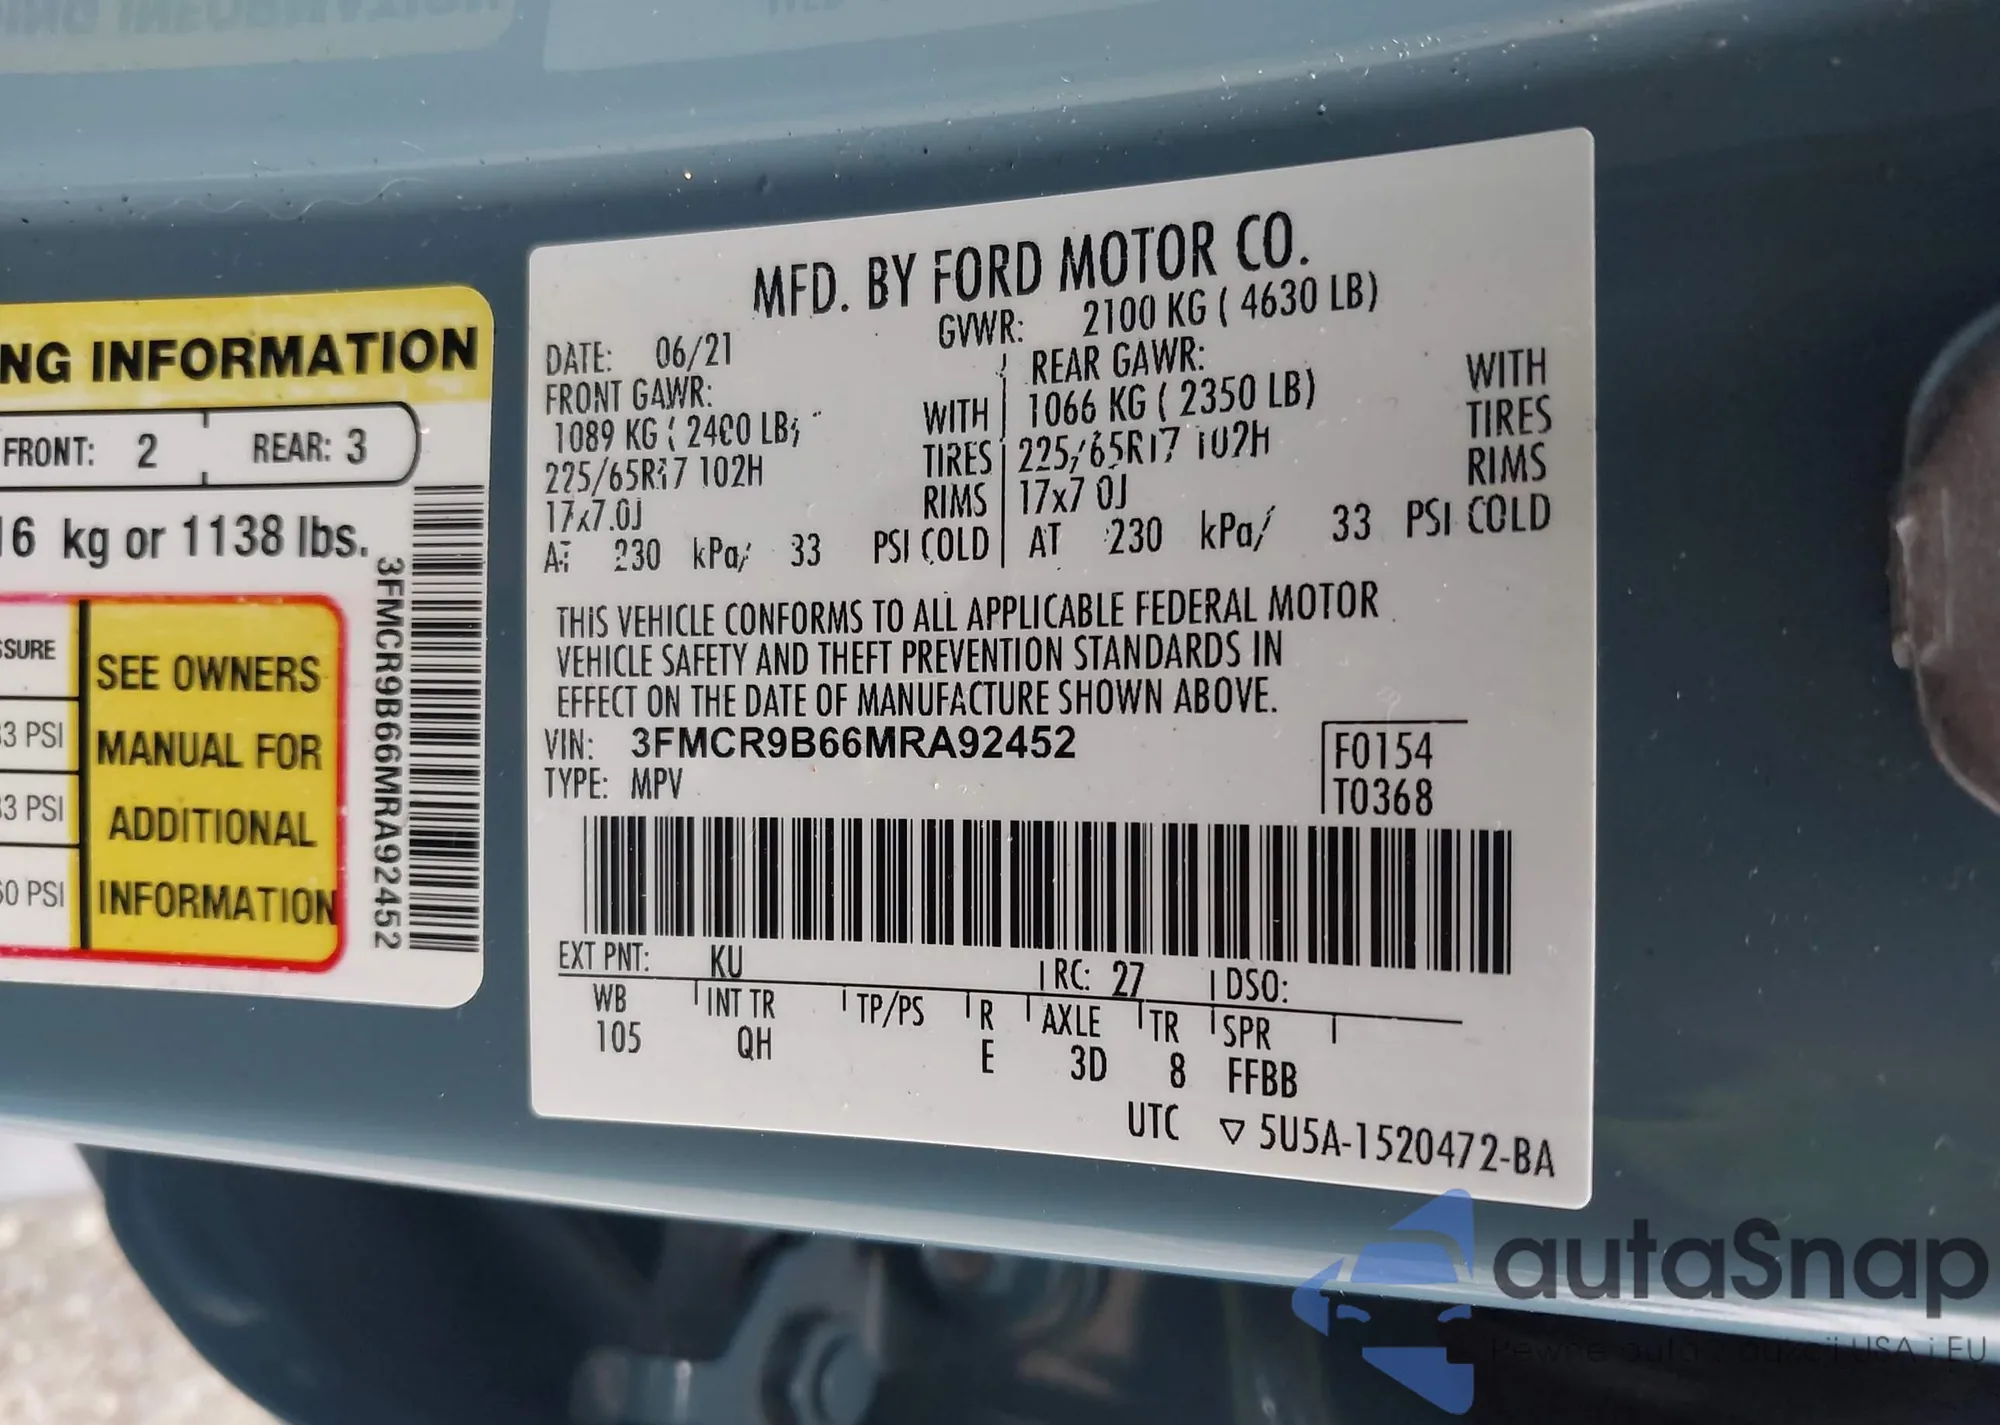 NG INFORMATION
FRONT: 2
REAR: 3
16 kg or 1138 lbs.
SSURE
3 PSI
33 PSI
60 PSI
SEE OWNERS
MANUAL FOR
ADDITIONAL
INFORMATION
3FMCR9B66MRA92452
MFD. BY FORD MOTOR CO.
DATE: 06/21
GVWR: 2100 KG ( 4630 LB)
FRONT GAWR:
1089 KG ( 2400 LB)
WITH
225/65R17 102H
TIRES
17x7.0J
RIMS
AT 230 kPa/ 33 PSI COLD
REAR GAWR:
WITH
1066 KG ( 2350 LB)
TIRES
225/65R17 102H
RIMS
17x7.0J
AT 230 kPa/ 33 PSI COLD
THIS VEHICLE CONFORMS TO ALL APPLICABLE FEDERAL MOTOR
VEHICLE SAFETY AND THEFT PREVENTION STANDARDS IN
EFFECT ON THE DATE OF MANUFACTURE SHOWN ABOVE.
VIN: 3FMCR9B66MRA92452
TYPE: MPV
F0154
T0368
EXT PNT: KU RC: 27 DSO:
WB INT TR TP/PS R AXLE TR SPR
105 QH E 3D 8 FFBB
UTC ▽ 5U5A-1520472-BA
autaSnap
Pewne auta z aukcji USA i EU